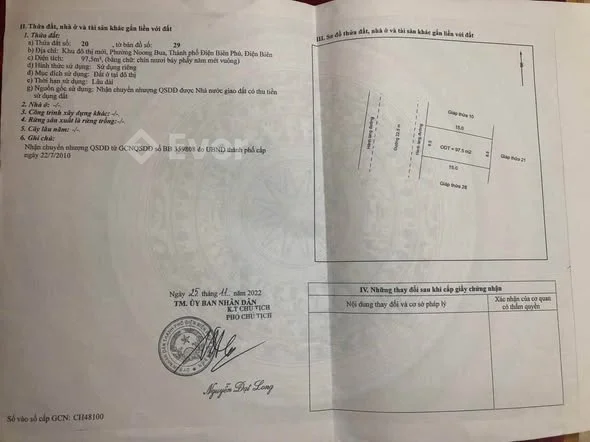 II. Thửa đất, nhà ở và tài sản khác gắn liền với đất
1. Thửa đất:
a) Thửa đất số: 20 , tờ bản đồ số: 29
b) Địa chỉ: Khu đô thị mới, Phường Noong Bua, Thành phố Điện Biên Phủ, Điện Biên
c) Diện tích: 97,5m², (bằng chữ: chín mươi bảy phẩy năm mét vuông)
d) Hình thức sử dụng: Sử dụng riêng
đ) Mục đích sử dụng: Đất ở tại đô thị
e) Thời hạn sử dụng: Lâu dài
g) Nguồn gốc sử dụng: Nhận chuyển nhượng QSDĐ được Nhà nước giao đất có thu tiền
sử dụng đất
2. Nhà ở: -/-
3. Công trình xây dựng khác: -/-
4. Rừng sản xuất là rừng trồng:-/-
5. Cây lâu năm: -/-
6. Ghi chú:
Nhận chuyển nhượng QSDĐ từ GCNQSDĐ số BB 359808 do UBND thành phố cấp
ngày 22/7/2010
Ngày 25 tháng 11 năm 2022
TM. ỦY BAN NHÂN DÂN
K.T CHỦ TỊCH
PHÓ CHỦ TỊCH
Nguyễn Đạt Long
Số vào sổ cấp GCN: CH48100
III. Sơ đồ thửa đất, nhà ở và tài sản khác gắn liền với đất
Giáp thửa 10
15.0
Hành lang đường
Hành lang đường
6.5
ODT = 97.5 m2
6.5
Giáp thửa 21
15.0
Giáp thửa 28
IV. Những thay đổi sau khi cấp giấy chứng nhận
Nội dung thay đổi và cơ sở pháp lý
Xác nhận của cơ quan
có thẩm quyền